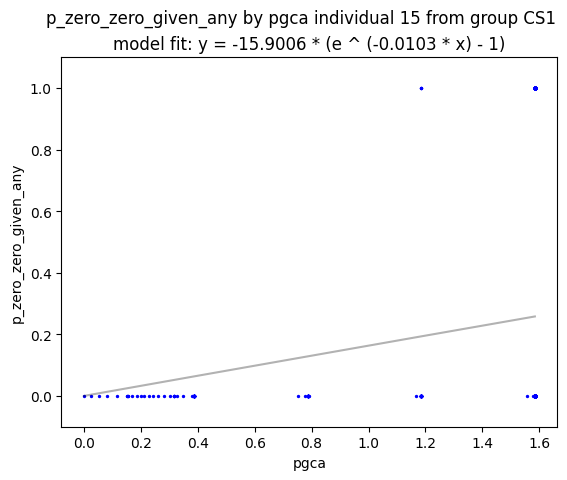 p_zero_zero_given_any by pgca individual 15 from group CS1
model fit: y = -15.9006 * (e ^ (-0.0103 * x) - 1)
1.0
0.8
0.6
0.4
0.2
0.0
p_zero_zero_given_any
0.0 0.2 0.4 0.6 0.8 1.0 1.2 1.4 1.6
pgca